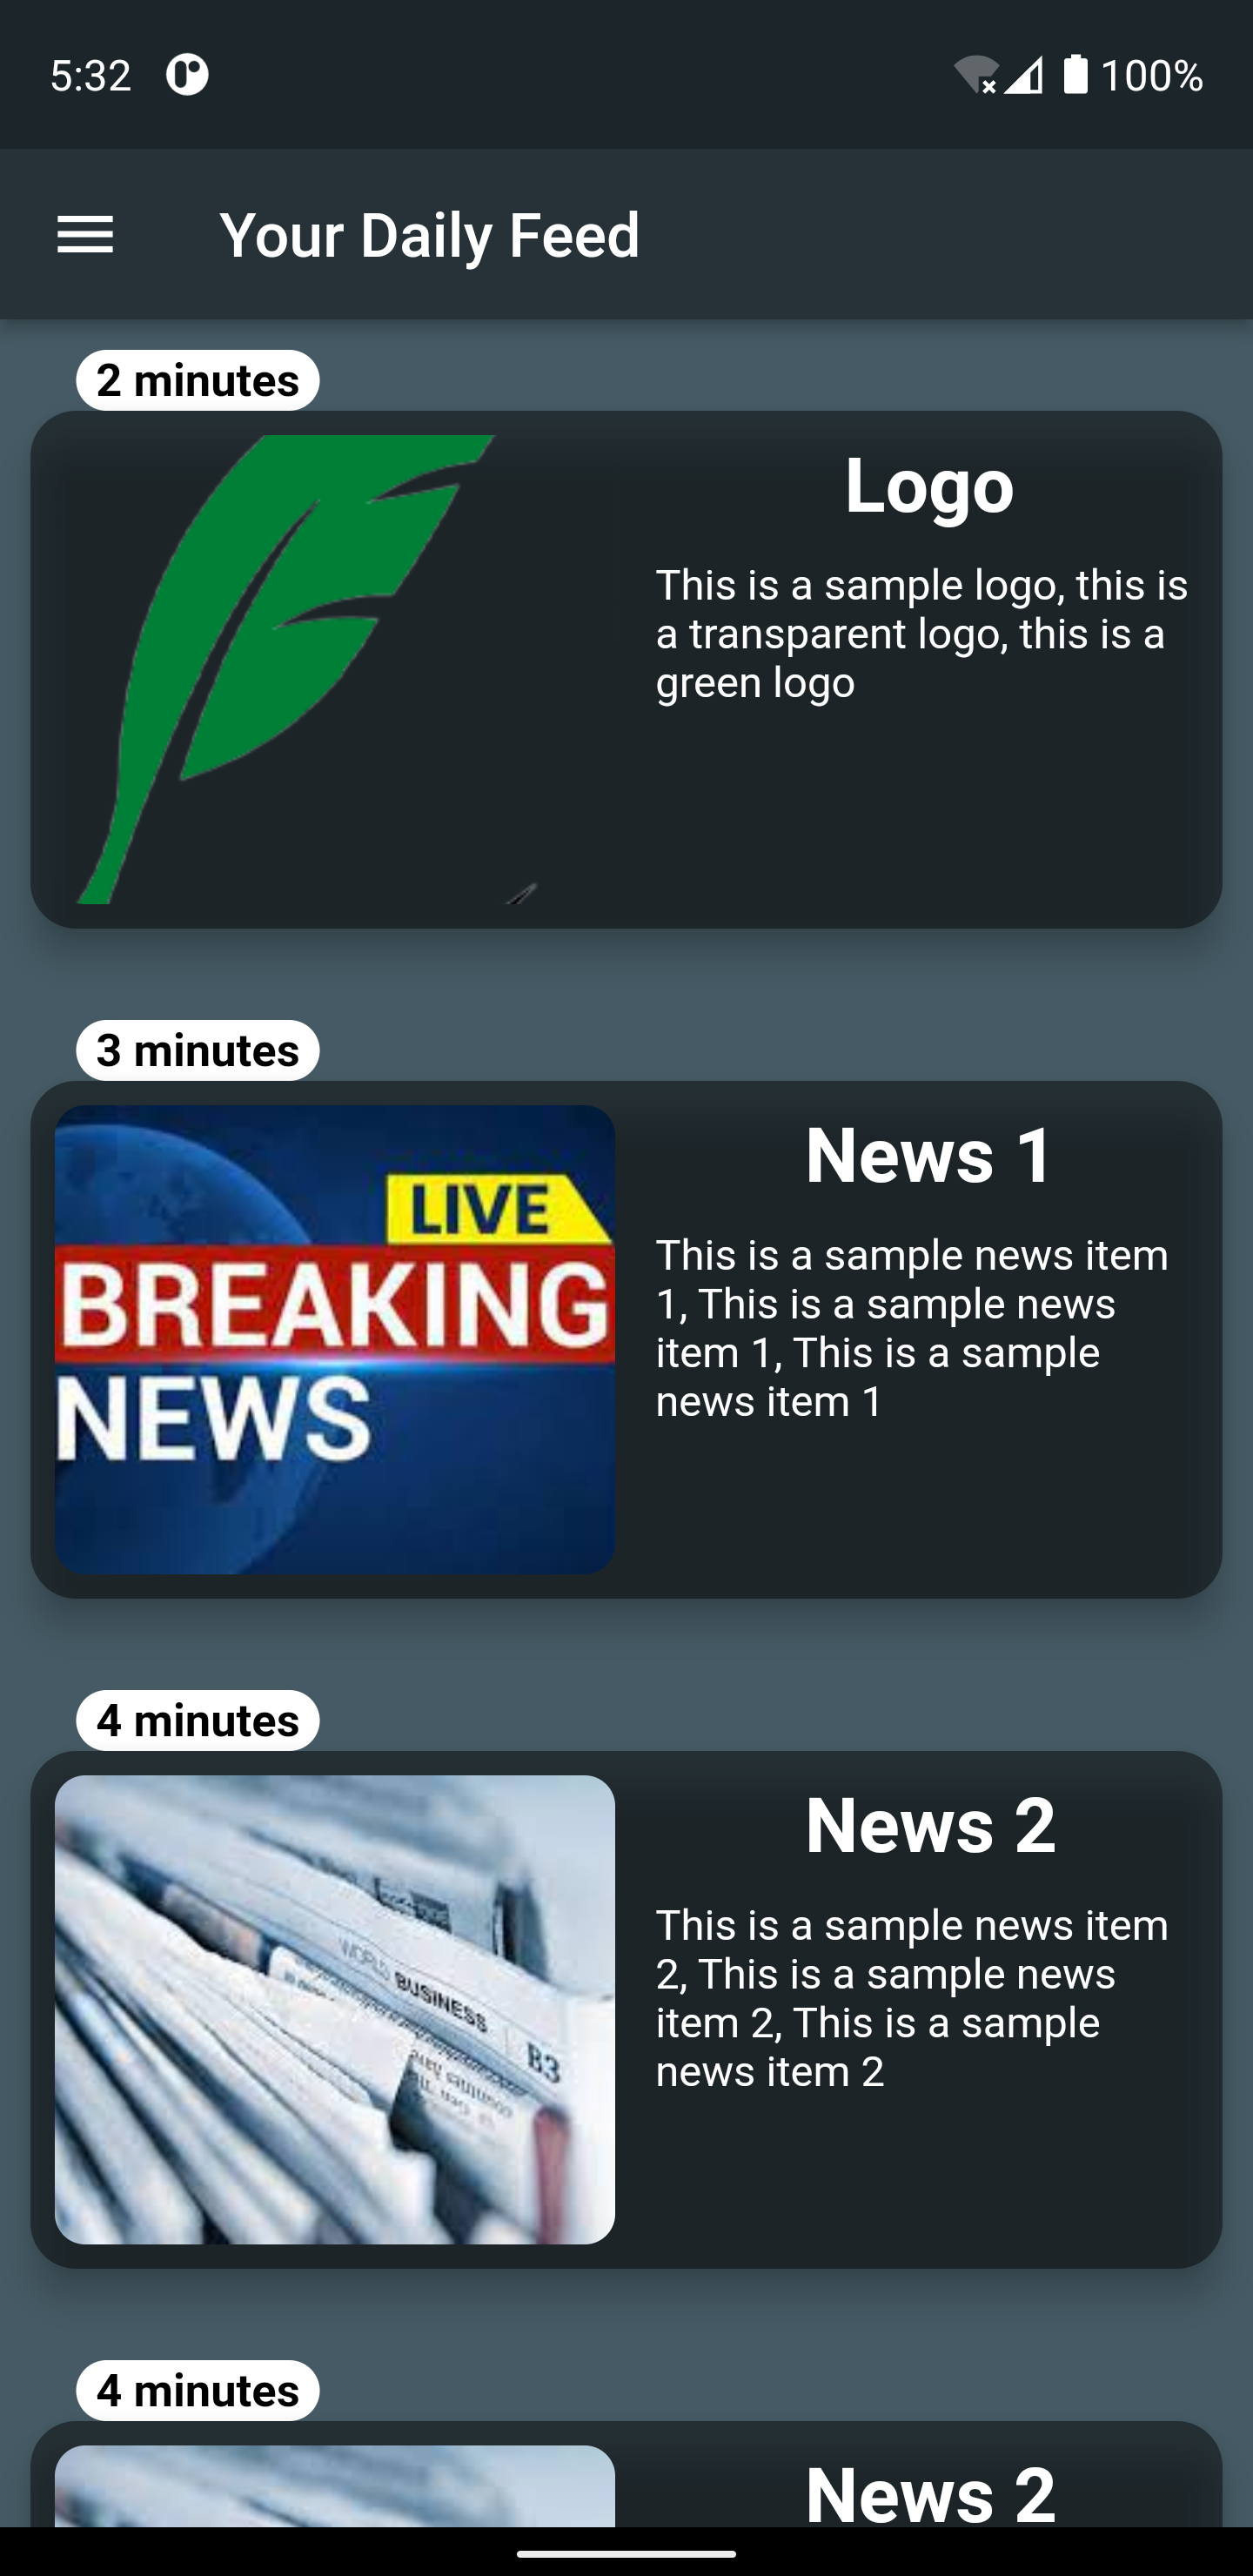 5:32
100%
Your Daily Feed
2 minutes
Logo
This is a sample logo, this is
a transparent logo, this is a
green logo
3 minutes
LIVE
BREAKING
NEWS
News 1
This is a sample news item
1, This is a sample news
item 1, This is a sample
news item 1
4 minutes
WORLD BUSINESS
B3
News 2
This is a sample news item
2, This is a sample news
item 2, This is a sample
news item 2
4 minutes
News 2